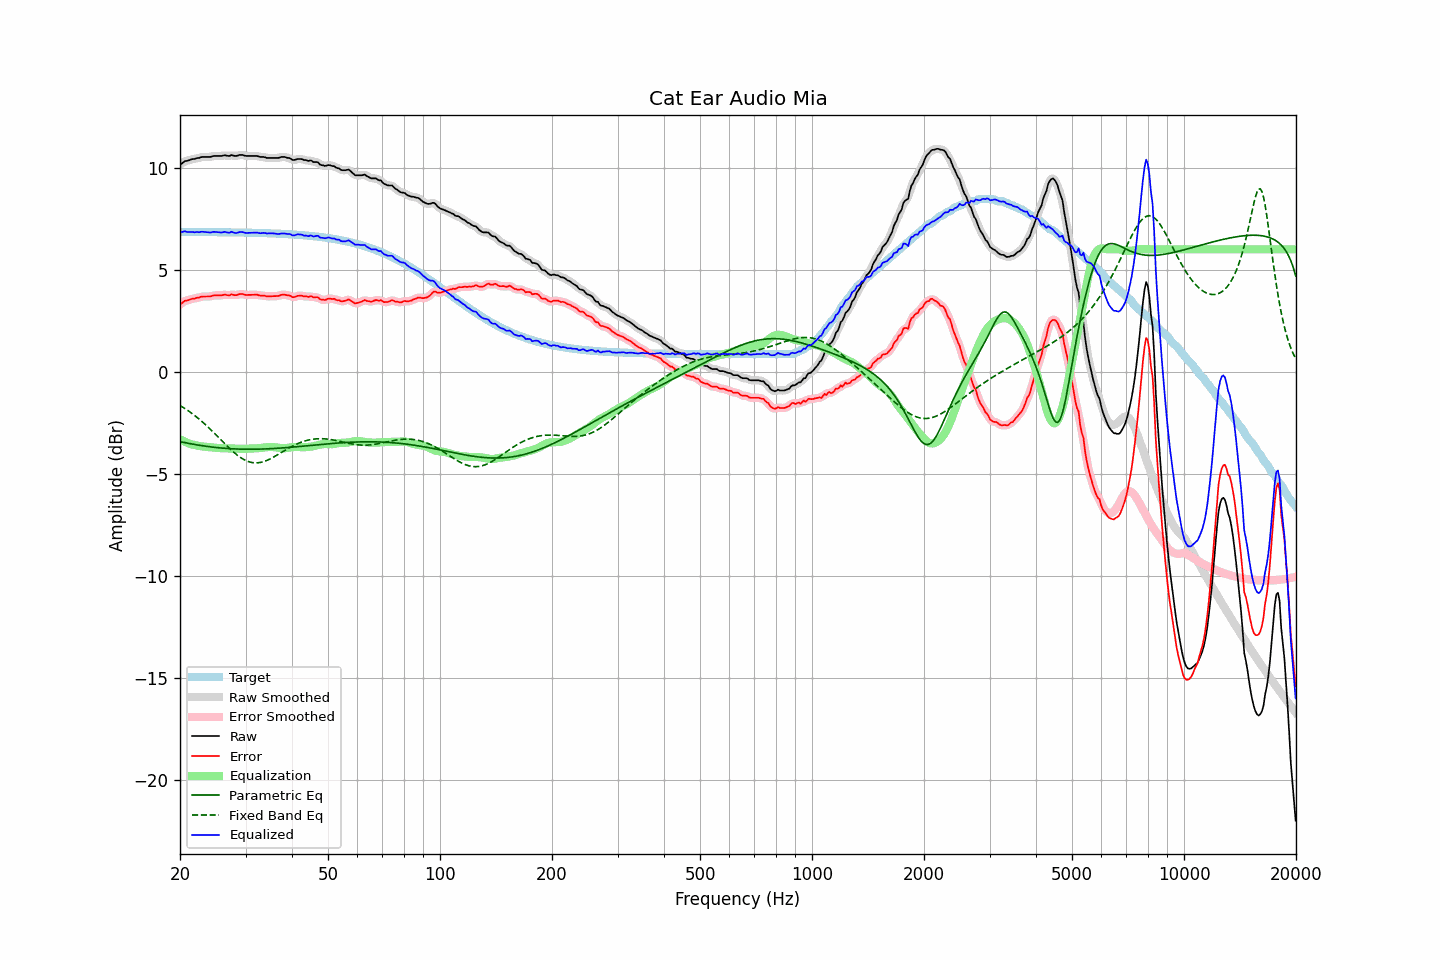 Cat Ear Audio Mia
Amplitude (dBr)
10
5
0
−5
−10
−15
−20
Target
Raw Smoothed
Error Smoothed
Raw
Error
Equalization
Parametric Eq
Fixed Band Eq
Equalized
20 50 100 200 500 1000 2000 5000 10000 20000
Frequency (Hz)